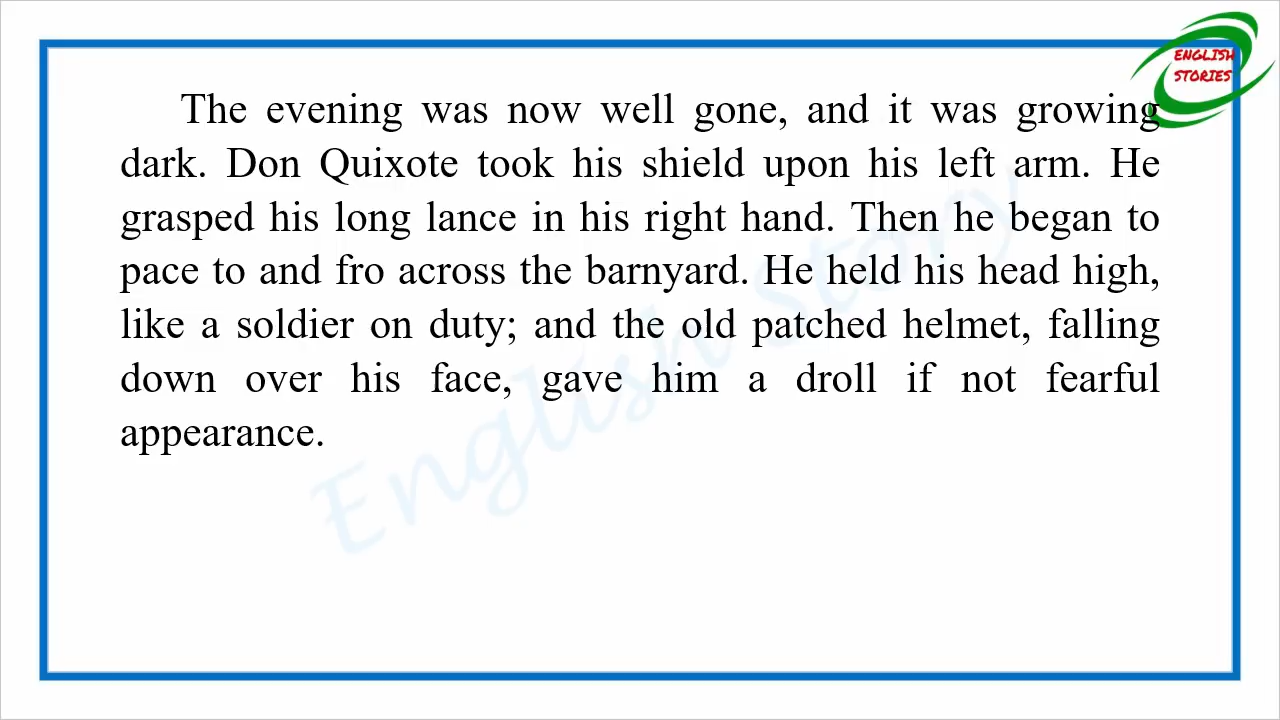 ENGLISH
STORIES
The evening was now well gone, and it was growing
dark. Don Quixote took his shield upon his left arm. He
grasped his long lance in his right hand. Then he began to
pace to and fro across the barnyard. He held his head high,
like a soldier on duty; and the old patched helmet, falling
down over his face, gave him a droll if not fearful
appearance.
English Story